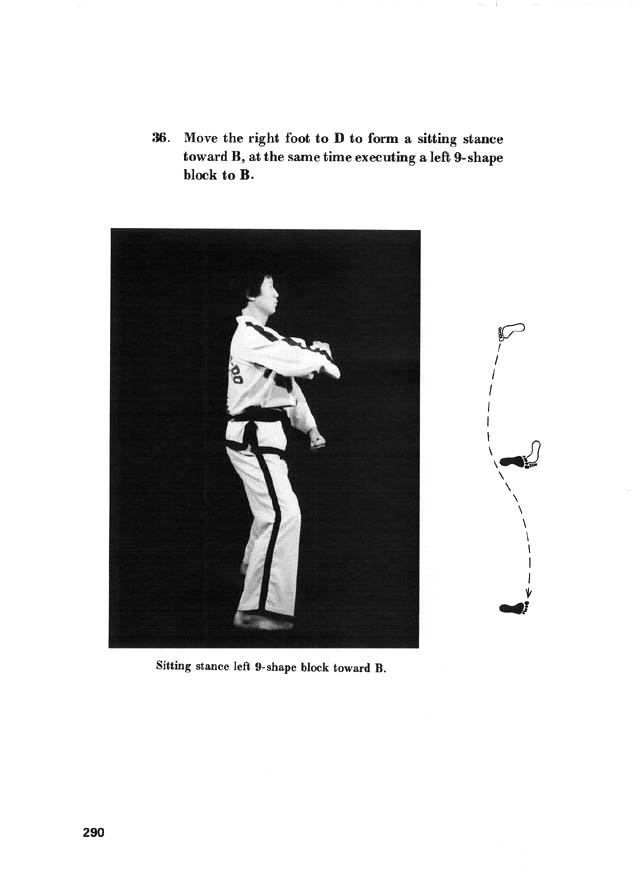 36. Move the right foot to D to form a sitting stance
toward B, at the same time executing a left 9-shape
block to B.
-DO
Sitting stance left 9-shape block toward B.
290